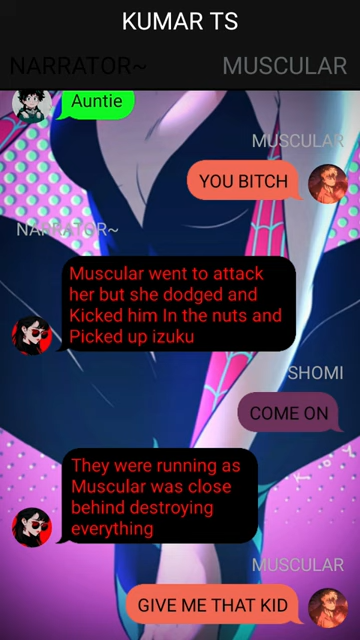 KUMAR TS
NARRATOR~ MUSCULAR
Auntie
MUSCULAR
YOU BITCH
NARRATOR~
Muscular went to attack
her but she dodged and
Kicked him In the nuts and
Picked up izuku
SHOMI
COME ON
They were running as
Muscular was close
behind destroying
everything
MUSCULAR
GIVE ME THAT KID